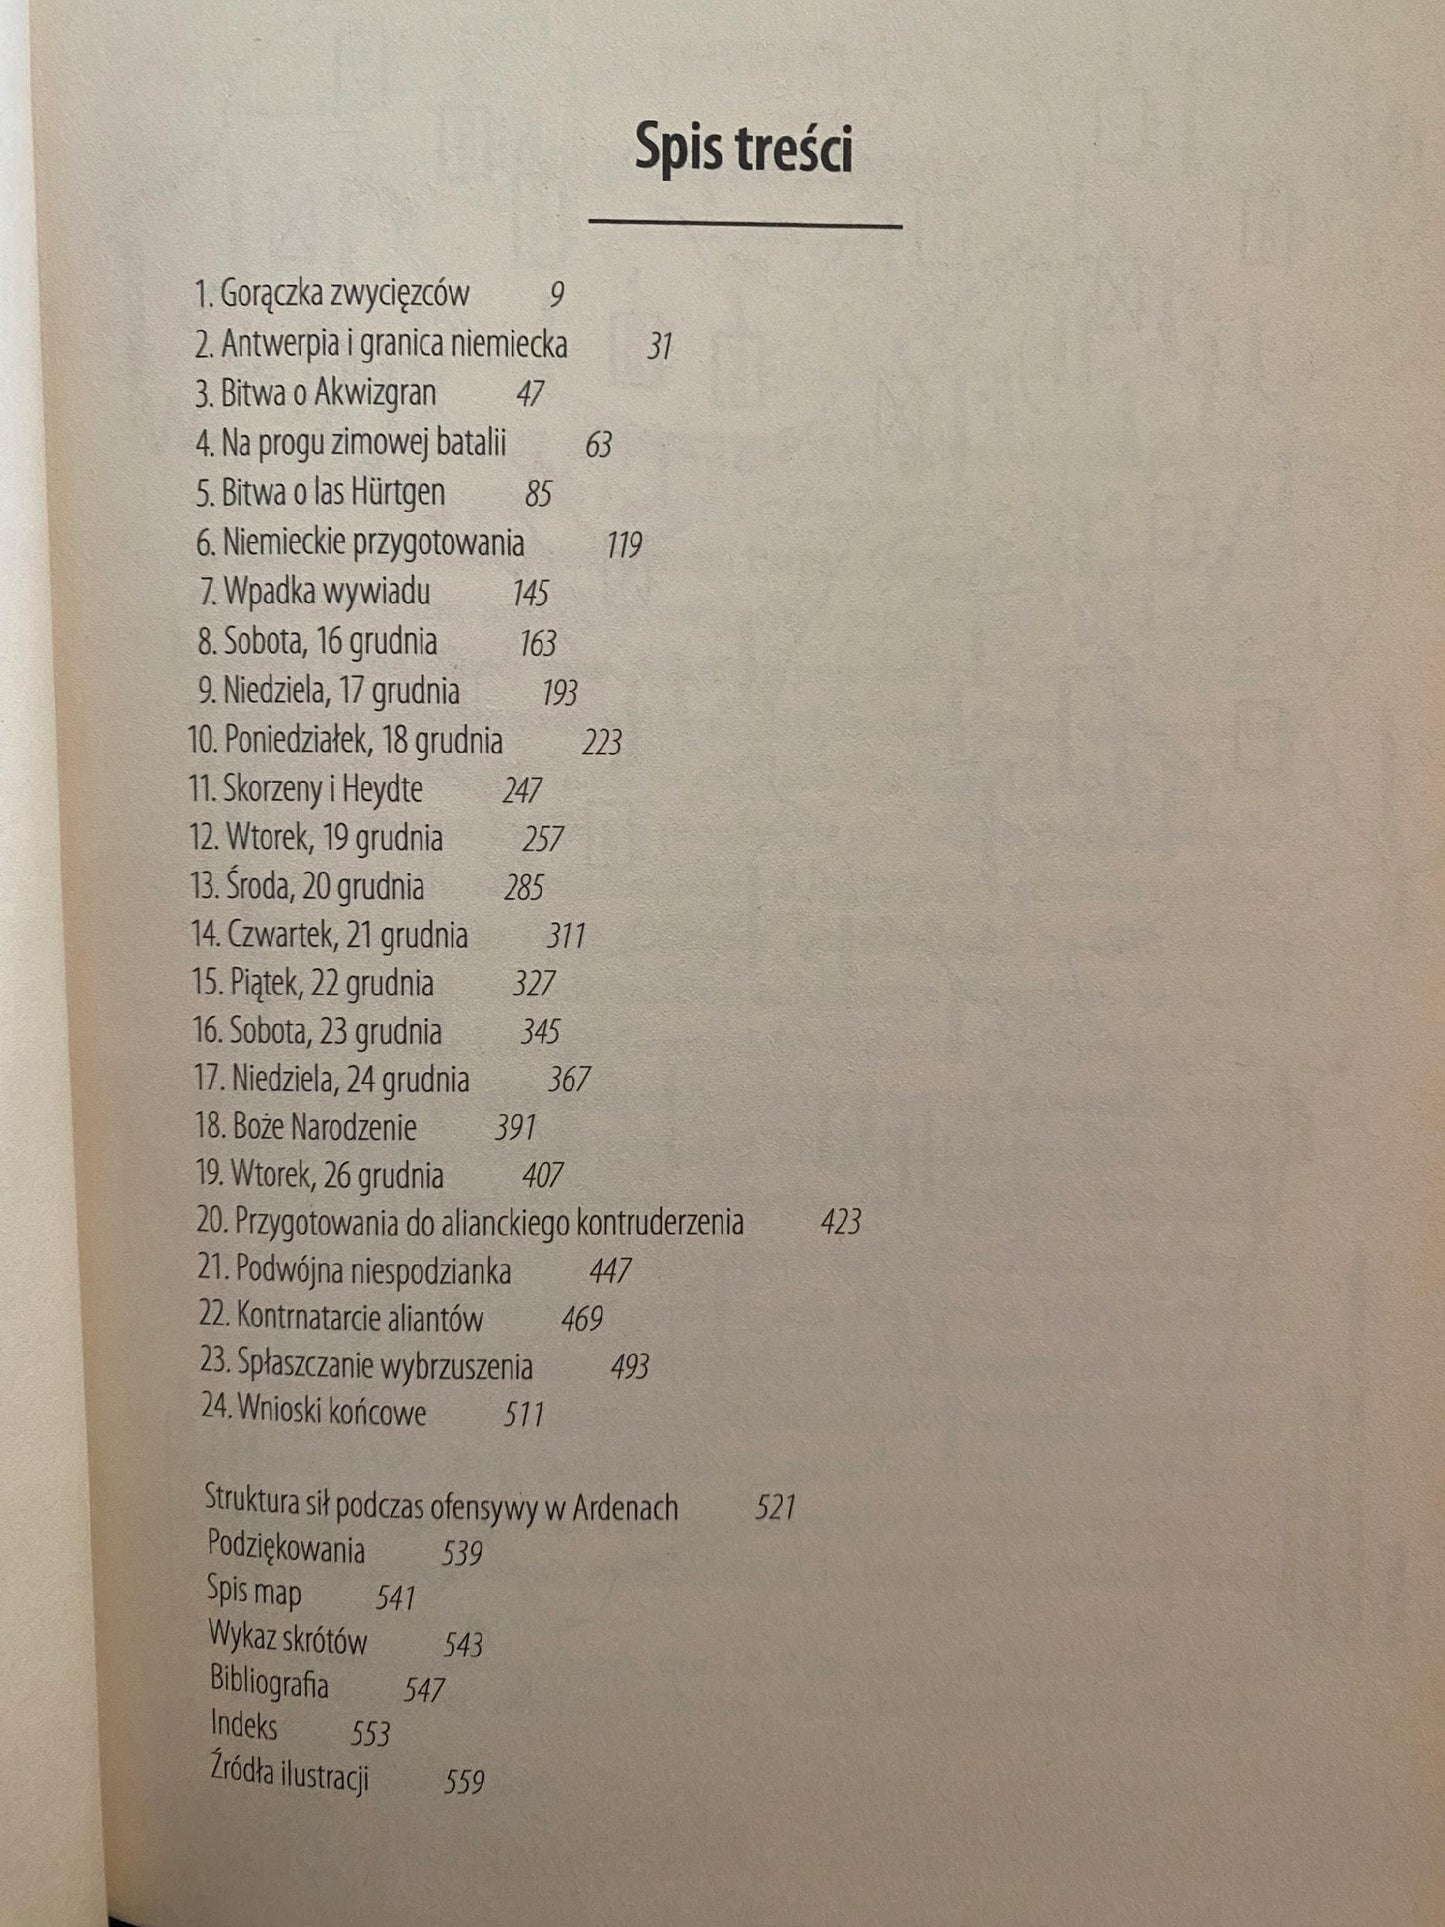 Spis treści
1. Gorączka zwycięzców 9
2. Antwerpia i granica niemiecka 31
3. Bitwa o Akwizgran 47
4. Na progu zimowej batalii 63
5. Bitwa o las Hürtgen 85
6. Niemieckie przygotowania 119
7. Wpadka wywiadu 145
8. Sobota, 16 grudnia 163
9. Niedziela, 17 grudnia 193
10. Poniedziałek, 18 grudnia 223
11. Skorzeny i Heydte 247
12. Wtorek, 19 grudnia 257
13. Środa, 20 grudnia 285
14. Czwartek, 21 grudnia 311
15. Piątek, 22 grudnia 327
16. Sobota, 23 grudnia 345
17. Niedziela, 24 grudnia 367
18. Boże Narodzenie 391
19. Wtorek, 26 grudnia 407
20. Przygotowania do alianckiego kontruderzenia 423
21. Podwójna niespodzianka 447
22. Kontrnatarcie aliantów 469
23. Spłaszczanie wybrzuszenia 493
24. Wnioski końcowe 511
Struktura sił podczas ofensywy w Ardenach 521
Podziękowania 539
Spis map 541
Wykaz skrótów 543
Bibliografia 547
Indeks 553
Źródła ilustracji 559